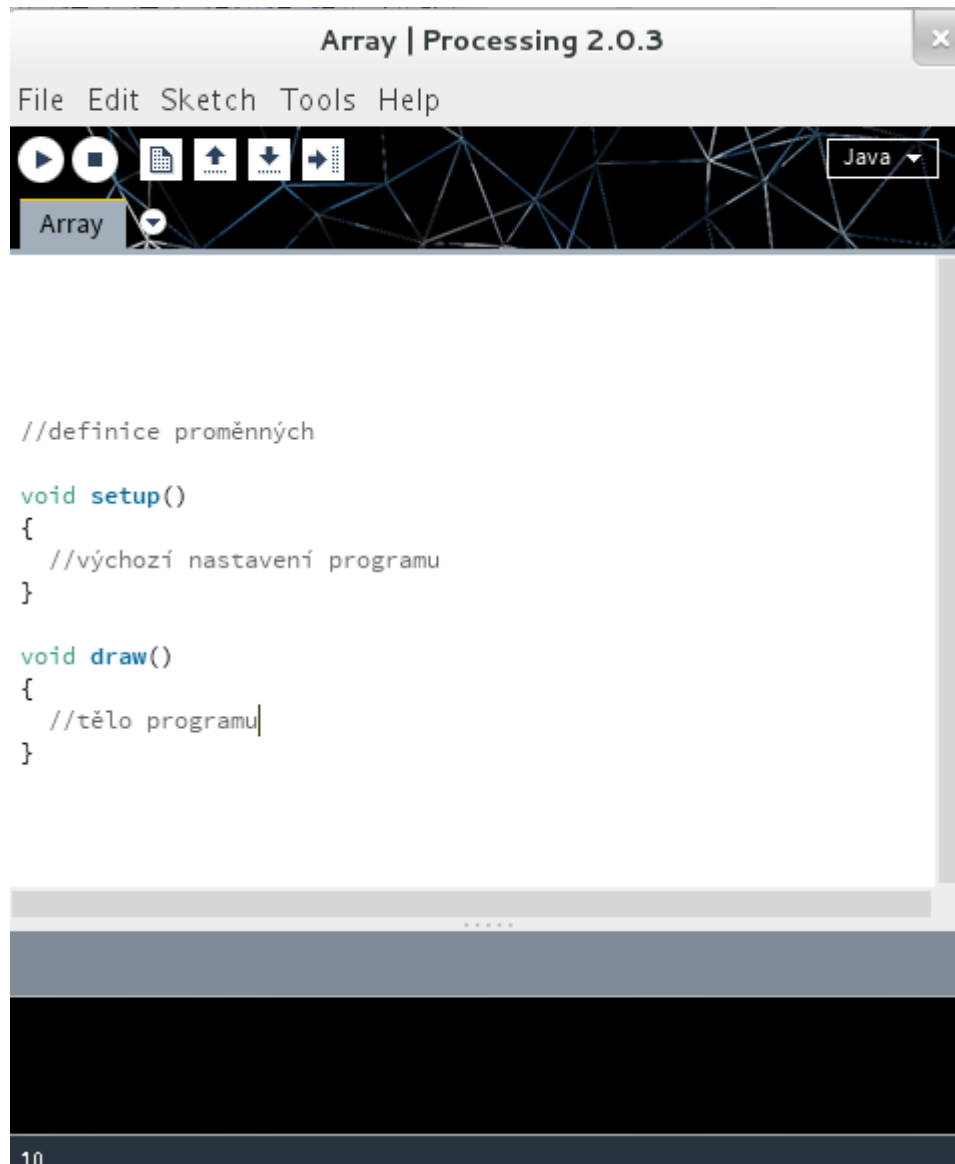 Array | Processing 2.0.3
File Edit Sketch Tools Help
Java
Array
//definice proměnných
void setup()
{
//výchozí nastavení programu
}
void draw()
{
//tělo programu
}
10